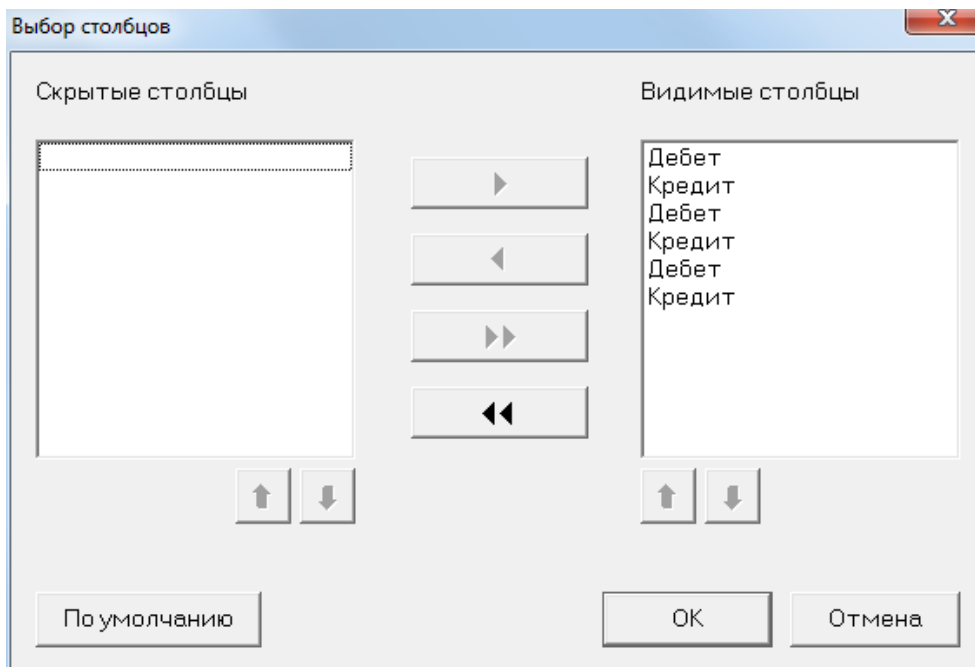 Выбор столбцов
Скрытые столбцы
Видимые столбцы
Дебет
Кредит
Дебет
Кредит
Дебет
Кредит
По умолчанию
OK
Отмена